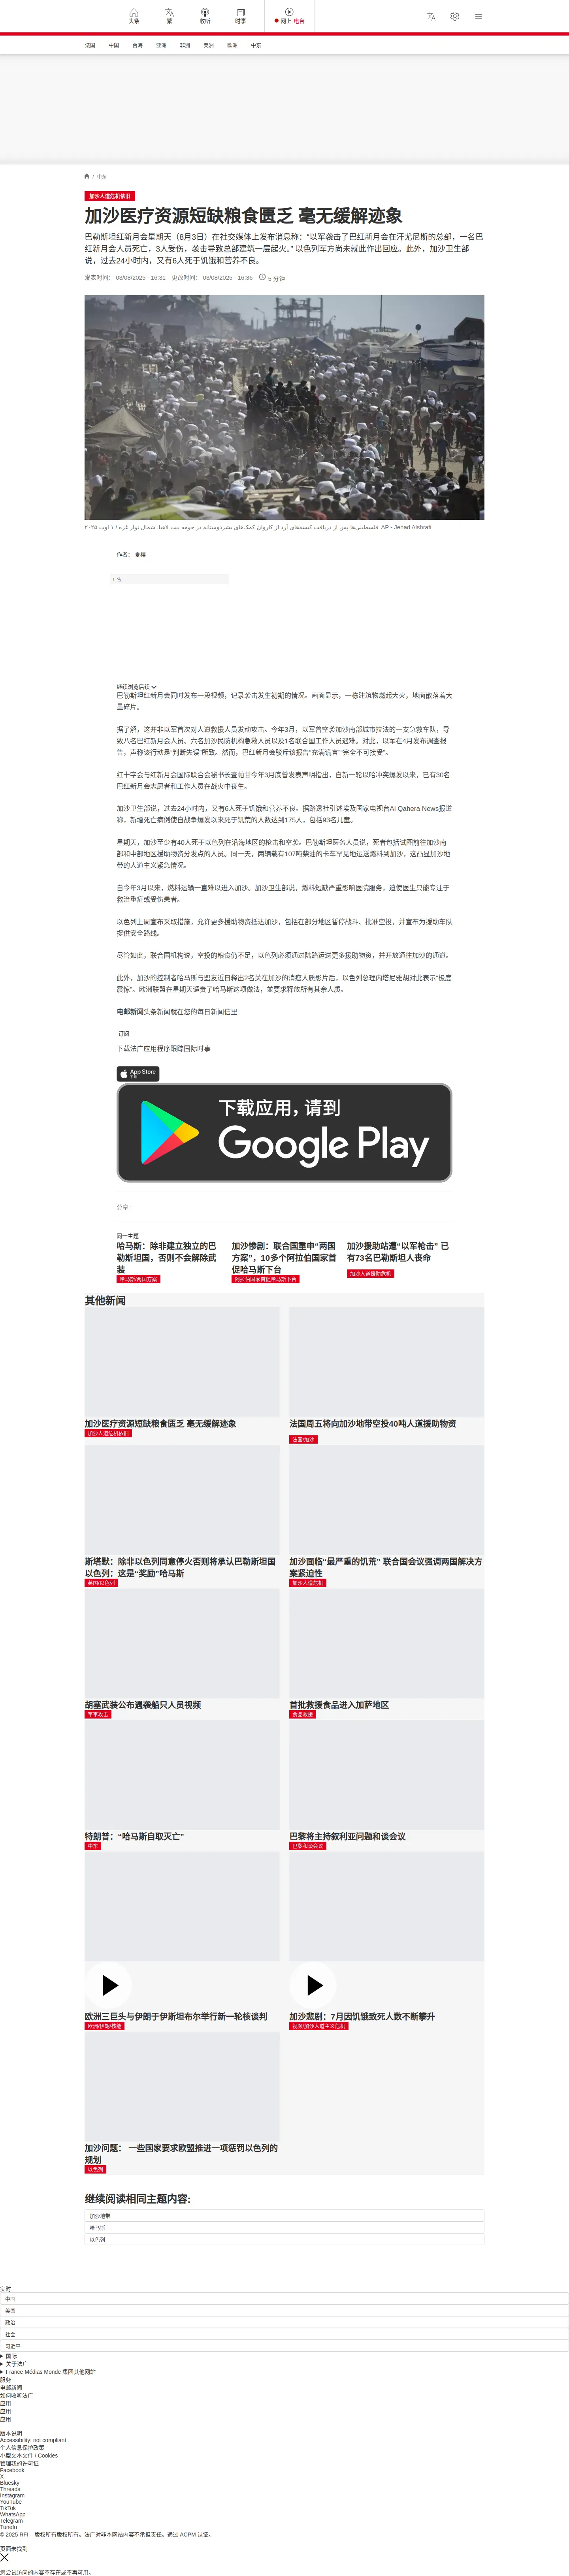 头条
繁
收听
时事
网上 电台
法国
中国
台海
亚洲
非洲
美洲
欧洲
中东
/ 中东
加沙人道危机依旧
加沙医疗资源短缺粮食匮乏 毫无缓解迹象
巴勒斯坦红新月会星期天（8月3日）在社交媒体上发布消息称：“以军袭击了巴红新月会在汗尤尼斯的总部，一名巴
红新月会人员死亡，3人受伤，袭击导致总部建筑一层起火。” 以色列军方尚未就此作出回应。此外，加沙卫生部
说，过去24小时内，又有6人死于饥饿和营养不良。
发表时间： 03/08/2025 - 16:31 更改时间： 03/08/2025 - 16:36 5 分钟
فلسطینی‌ها پس از دریافت کیسه‌های آرد از کاروان کمک‌های بشردوستانه در حومه بیت لاهیا. شمال نوار غزه / ۱ اوت ۲۰۲۵ AP - Jehad Alshrafi
作者： 夏榕
广告
继续浏览后续
巴勒斯坦红新月会同时发布一段视频，记录袭击发生初期的情况。画面显示，一栋建筑物燃起大火，地面散落着大
量碎片。
据了解，这并非以军首次对人道救援人员发动攻击。今年3月，以军曾空袭加沙南部城市拉法的一支急救车队，导
致八名巴红新月会人员、六名加沙民防机构急救人员以及1名联合国工作人员遇难。对此，以军在4月发布调查报
告，声称该行动是“判断失误”所致。然而，巴红新月会驳斥该报告“充满谎言”“完全不可接受”。
红十字会与红新月会国际联合会秘书长查帕甘今年3月底曾发表声明指出，自新一轮以哈冲突爆发以来，已有30名
巴红新月会志愿者和工作人员在战火中丧生。
加沙卫生部说，过去24小时内，又有6人死于饥饿和营养不良。据路透社引述埃及国家电视台Al Qahera News报道
称，新增死亡病例使自战争爆发以来死于饥荒的人数达到175人，包括93名儿童。
星期天，加沙至少有40人死于以色列在沿海地区的枪击和空袭。巴勒斯坦医务人员说，死者包括试图前往加沙南
部和中部地区援助物资分发点的人员。同一天，两辆载有107吨柴油的卡车罕见地运送燃料到加沙，这凸显加沙地
带的人道主义紧急情况。
自今年3月以来，燃料运输一直难以进入加沙。加沙卫生部说，燃料短缺严重影响医院服务，迫使医生只能专注于
救治重症或受伤患者。
以色列上周宣布采取措施，允许更多援助物资抵达加沙，包括在部分地区暂停战斗、批准空投，并宣布为援助车队
提供安全路线。
尽管如此，联合国机构说，空投的粮食仍不足，以色列必须通过陆路运送更多援助物资，并开放通往加沙的通道。
此外，加沙的控制者哈马斯与盟友近日释出2名关在加沙的消瘦人质影片后，以色列总理内塔尼雅胡对此表示“极度
震惊”。欧洲联盟在星期天谴责了哈马斯这项做法，并要求释放所有其余人质。
电邮新闻头条新闻就在您的每日新闻信里
订阅
下载法广应用程序跟踪国际时事
App Store
下载
下载应用，请到
Google Play
分享 :
同一主题
哈马斯：除非建立独立的巴
勒斯坦国，否则不会解除武
装
哈马斯/两国方案
加沙惨剧：联合国重申“两国
方案”，10多个阿拉伯国家首
促哈马斯下台
阿拉伯国家首促哈马斯下台
加沙援助站遭“以军枪击” 已
有73名巴勒斯坦人丧命
加沙人道援助危机
其他新闻
加沙医疗资源短缺粮食匮乏 毫无缓解迹象
加沙人道危机依旧
法国周五将向加沙地带空投40吨人道援助物资
法国/加沙
斯塔默：除非以色列同意停火否则将承认巴勒斯坦国
以色列：这是“奖励”哈马斯
英国/以色列
加沙面临“最严重的饥荒” 联合国会议强调两国解决方
案紧迫性
加沙人道危机
胡塞武装公布遇袭船只人员视频
军事攻击
首批救援食品进入加萨地区
食品救援
特朗普：“哈马斯自取灭亡”
中东
巴黎将主持叙利亚问题和谈会议
巴黎和谈会议
欧洲三巨头与伊朗于伊斯坦布尔举行新一轮核谈判
欧洲/伊朗/核能
加沙悲剧：7月因饥饿致死人数不断攀升
视频/加沙人道主义危机
加沙问题： 一些国家要求欧盟推进一项惩罚以色列的
规划
以色列
继续阅读相同主题内容:
加沙地带
哈马斯
以色列
实时
中国
美国
政治
社会
习近平
国际
关于法广
France Médias Monde 集团其他网站
服务
电邮新闻
如何收听法广
应用
应用
应用
版本说明
Accessibility: not compliant
个人信息保护政策
小型文本文件 / Cookies
管理我的许可证
Facebook
X
Bluesky
Threads
Instagram
YouTube
TikTok
WhatsApp
Telegram
TuneIn
© 2025 RFI – 版权所有版权所有。法广对非本网站内容不承担责任。通过 ACPM 认证。
页面未找到
您尝试访问的内容不存在或不再可用。